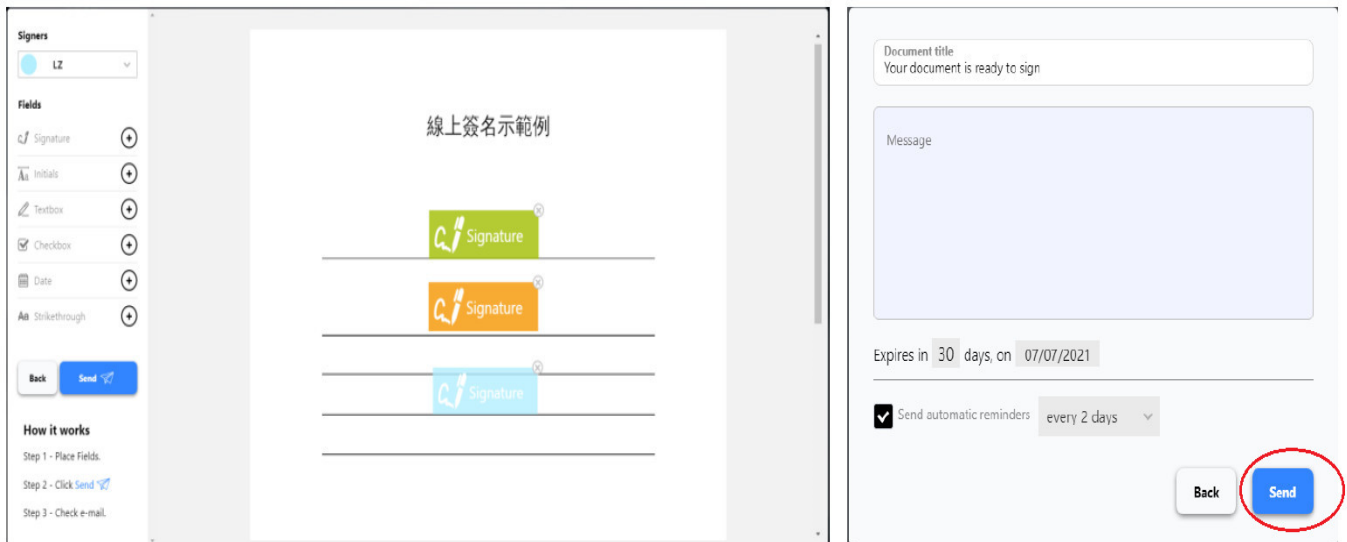 Signers
LZ
Fields
Signature
Initials
Textbox
Checkbox
Date
Strikethrough
Back
Send
How it works
Step 1 - Place Fields.
Step 2 - Click Send
Step 3 - Check e-mail.
線上簽名示範例
Signature
Signature
Signature
Document title
Your document is ready to sign
Message
Expires in 30 days, on 07/07/2021
Send automatic reminders every 2 days
Back Send